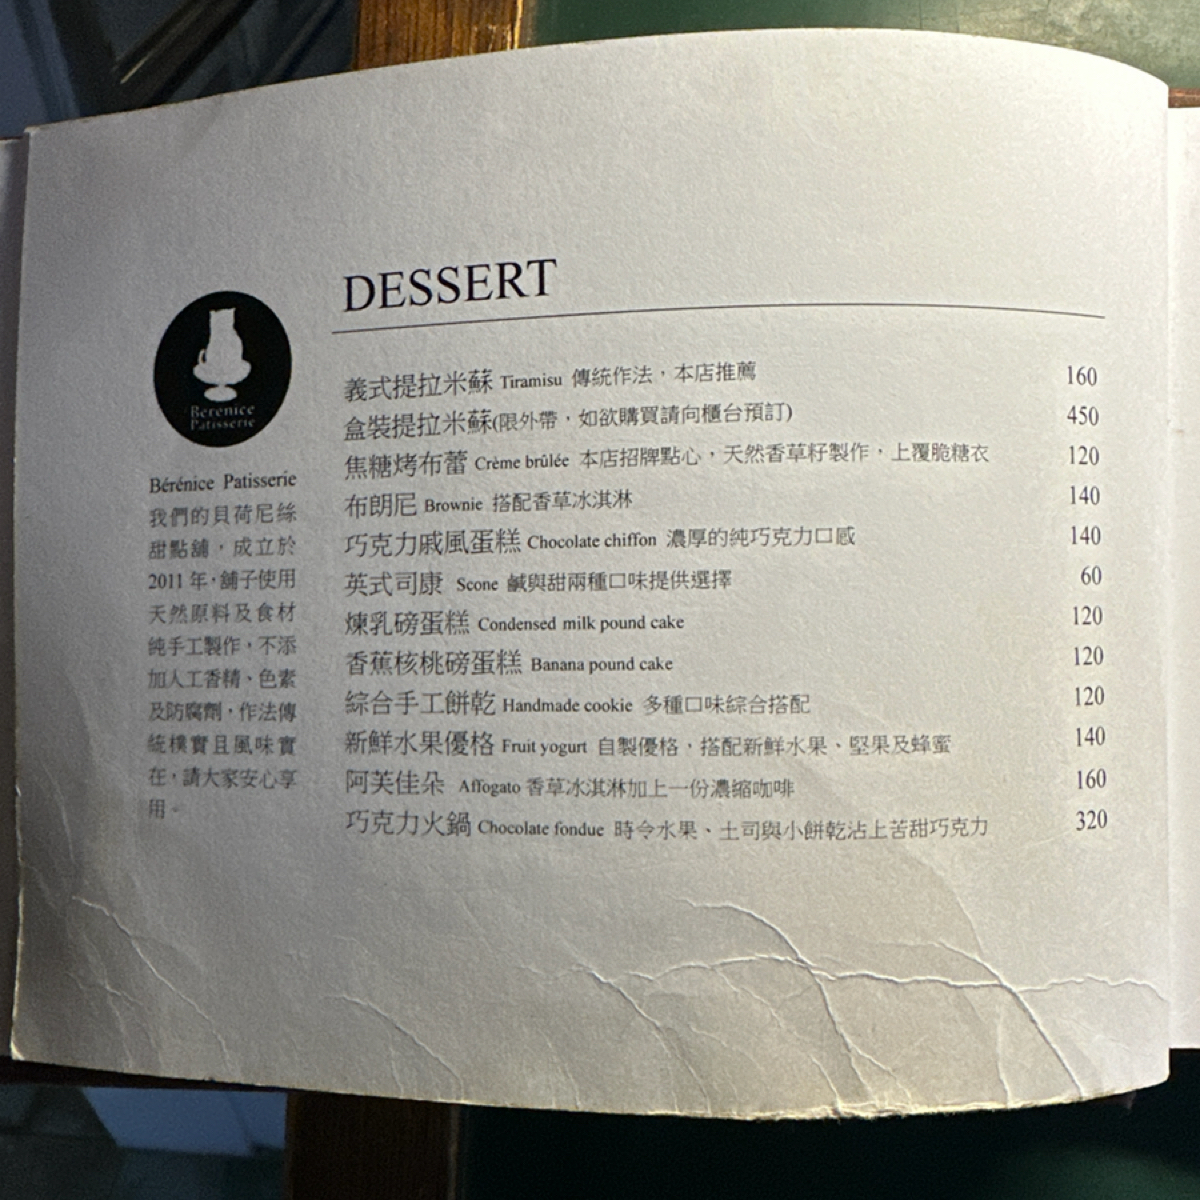 DESSERT
Berenice
Patisserie
Bérénice Patisserie
我們的貝荷尼絲
甜點舖，成立於
2011 年，舖子使用
天然原料及食材
純手工製作，不添
加人工香精、色素
及防腐劑，作法傳
統樸實且風味實
在，請大家安心享
用。
義式提拉米蘇 Tiramisu 傳統作法，本店推薦 160
盒裝提拉米蘇(限外帶，如欲購買請向櫃台預訂) 450
焦糖烤布蕾 Crème brûlée 本店招牌點心，天然香草籽製作，上覆脆糖衣 120
布朗尼 Brownie 搭配香草冰淇淋 140
巧克力戚風蛋糕 Chocolate chiffon 濃厚的純巧克力口感 140
英式司康 Scone 鹹與甜兩種口味提供選擇 60
煉乳磅蛋糕 Condensed milk pound cake 120
香蕉核桃磅蛋糕 Banana pound cake 120
綜合手工餅乾 Handmade cookie 多種口味綜合搭配 120
新鮮水果優格 Fruit yogurt 自製優格，搭配新鮮水果、堅果及蜂蜜 140
阿芙佳朵 Affogato 香草冰淇淋加上一份濃縮咖啡 160
巧克力火鍋 Chocolate fondue 時令水果、土司與小餅乾沾上苦甜巧克力 320